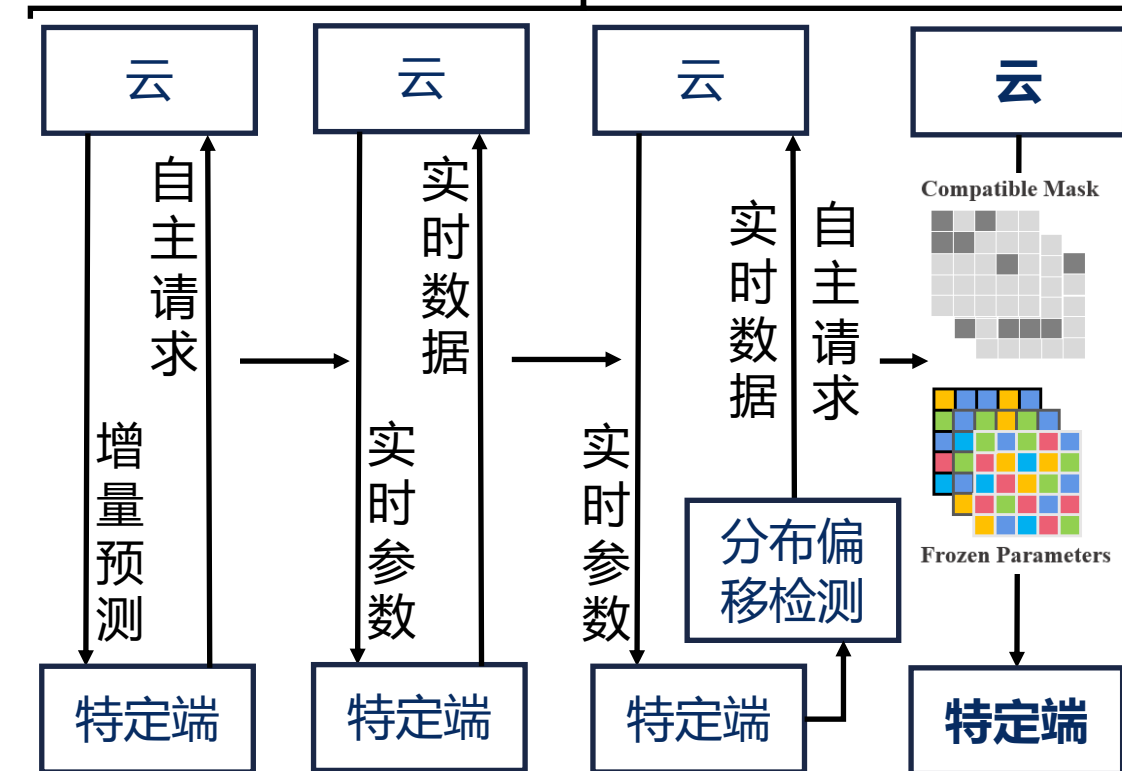 云
自主请求
增量预测
特定端
云
实时数据
实时参数
特定端
云
实时数据
自主请求
实时参数
分布偏
移检测
特定端
云
Compatible Mask
Frozen Parameters
特定端